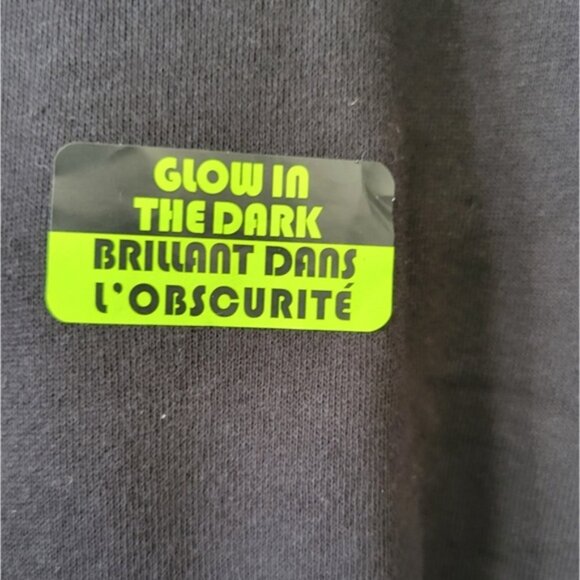 GLOW IN
THE DARK
BRILLANT DANS
L'OBSCURITÉ